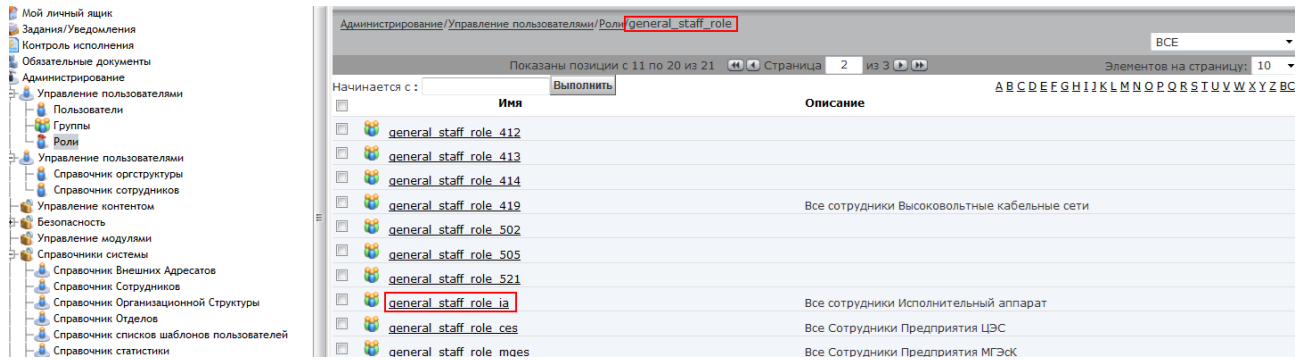 Мой личный ящик
Задания/Уведомления
Контроль исполнения
Обязательные документы
Администрирование
Управление пользователями
Пользователи
Группы
Роли
Управление пользователями
Справочник оргструктуры
Справочник сотрудников
Управление контентом
Безопасность
Управление модулями
Справочники системы
Справочник Внешних Адресатов
Справочник Сотрудников
Справочник Организационной Структуры
Справочник Отделов
Справочник списков шаблонов пользователей
Справочник статистики
Администрирование/Управление пользователями/Роли/general_staff_role
ВСЕ
Показаны позиции с 11 по 20 из 21 Страница 2 из 3 Элементов на страницу: 10
Начинается с : Выполнить A B C D E F G H I J K L M N O P Q R S T U V W X Y Z ВС
Имя Описание
general_staff_role_412
general_staff_role_413
general_staff_role_414
general_staff_role_419 Все сотрудники Высоковольтные кабельные сети
general_staff_role_502
general_staff_role_505
general_staff_role_521
general_staff_role_ia Все сотрудники Исполнительный аппарат
general_staff_role_ces Все Сотрудники Предприятия ЦЭС
general_staff_role_mges Все Сотрудники Предприятия МГЭсК